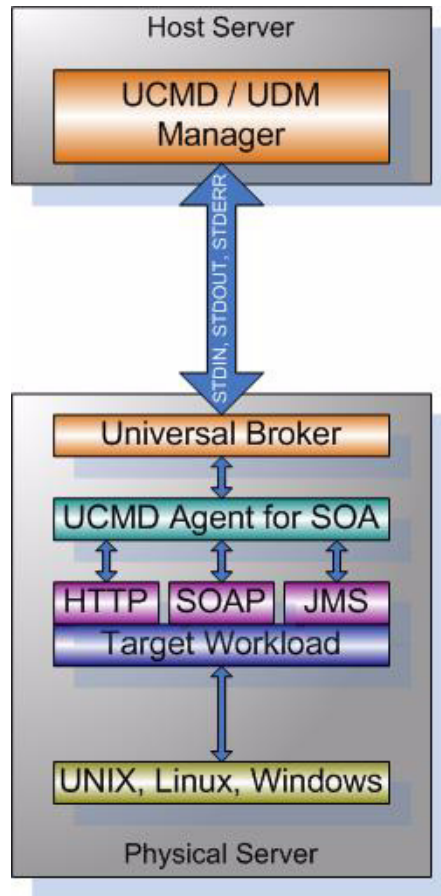 Host Server
UCMD / UDM
Manager
STDIN, STDOUT, STDERR
Universal Broker
UCMD Agent for SOA
HTTP SOAP JMS
Target Workload
UNIX, Linux, Windows
Physical Server